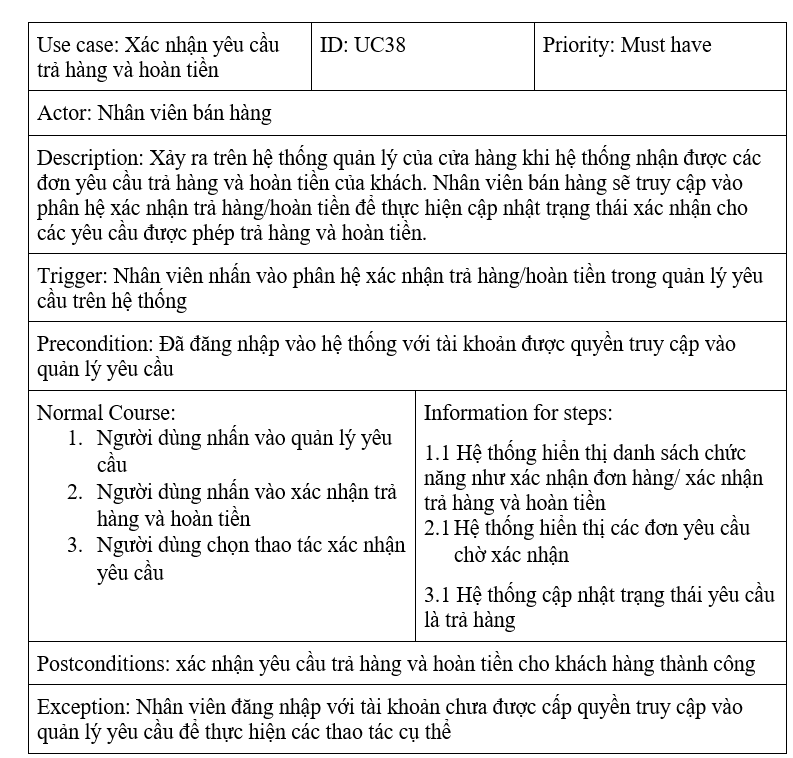 Use case: Xác nhận yêu cầu
trả hàng và hoàn tiền
ID: UC38
Priority: Must have
Actor: Nhân viên bán hàng
Description: Xảy ra trên hệ thống quản lý của cửa hàng khi hệ thống nhận được các
đơn yêu cầu trả hàng và hoàn tiền của khách. Nhân viên bán hàng sẽ truy cập vào
phân hệ xác nhận trả hàng/hoàn tiền để thực hiện cập nhật trạng thái xác nhận cho
các yêu cầu được phép trả hàng và hoàn tiền.
Trigger: Nhân viên nhấn vào phân hệ xác nhận trả hàng/hoàn tiền trong quản lý yêu
cầu trên hệ thống
Precondition: Đã đăng nhập vào hệ thống với tài khoản được quyền truy cập vào
quản lý yêu cầu
Normal Course:
1. Người dùng nhấn vào quản lý yêu
cầu
2. Người dùng nhấn vào xác nhận trả
hàng và hoàn tiền
3. Người dùng chọn thao tác xác nhận
yêu cầu
Information for steps:
1.1 Hệ thống hiển thị danh sách chức
năng như xác nhận đơn hàng/ xác nhận
trả hàng và hoàn tiền
2.1 Hệ thống hiển thị các đơn yêu cầu
chờ xác nhận
3.1 Hệ thống cập nhật trạng thái yêu cầu
là trả hàng
Postconditions: xác nhận yêu cầu trả hàng và hoàn tiền cho khách hàng thành công
Exception: Nhân viên đăng nhập với tài khoản chưa được cấp quyền truy cập vào
quản lý yêu cầu để thực hiện các thao tác cụ thể